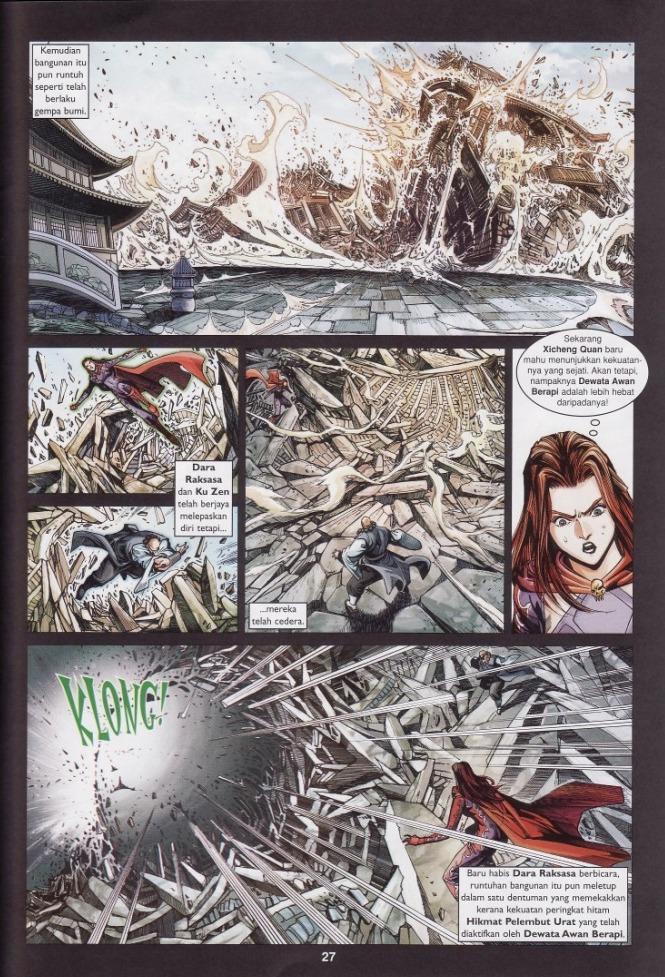 Kemudian
bangunan itu
pun runtuh
seperti telah
berlaku
gempa bumi.
Dara
Raksasa
dan Ku Zen
telah berjaya
melepaskan
diri tetapi...
...mereka
telah cedera.
Sekarang
Xicheng Quan baru
mahu menunjukkan kekuatan-
nya yang sejati. Akan tetapi,
nampaknya Dewata Awan
Berapi adalah lebih hebat
daripadanya!
KLONG!
Baru habis Dara Raksasa berbicara,
runtuhan bangunan itu pun meletup
dalam satu dentuman yang memekakkan
kerana kekuatan peringkat hitam
Hikmat Pelembut Urat yang telah
diaktifkan oleh Dewata Awan Berapi.
27